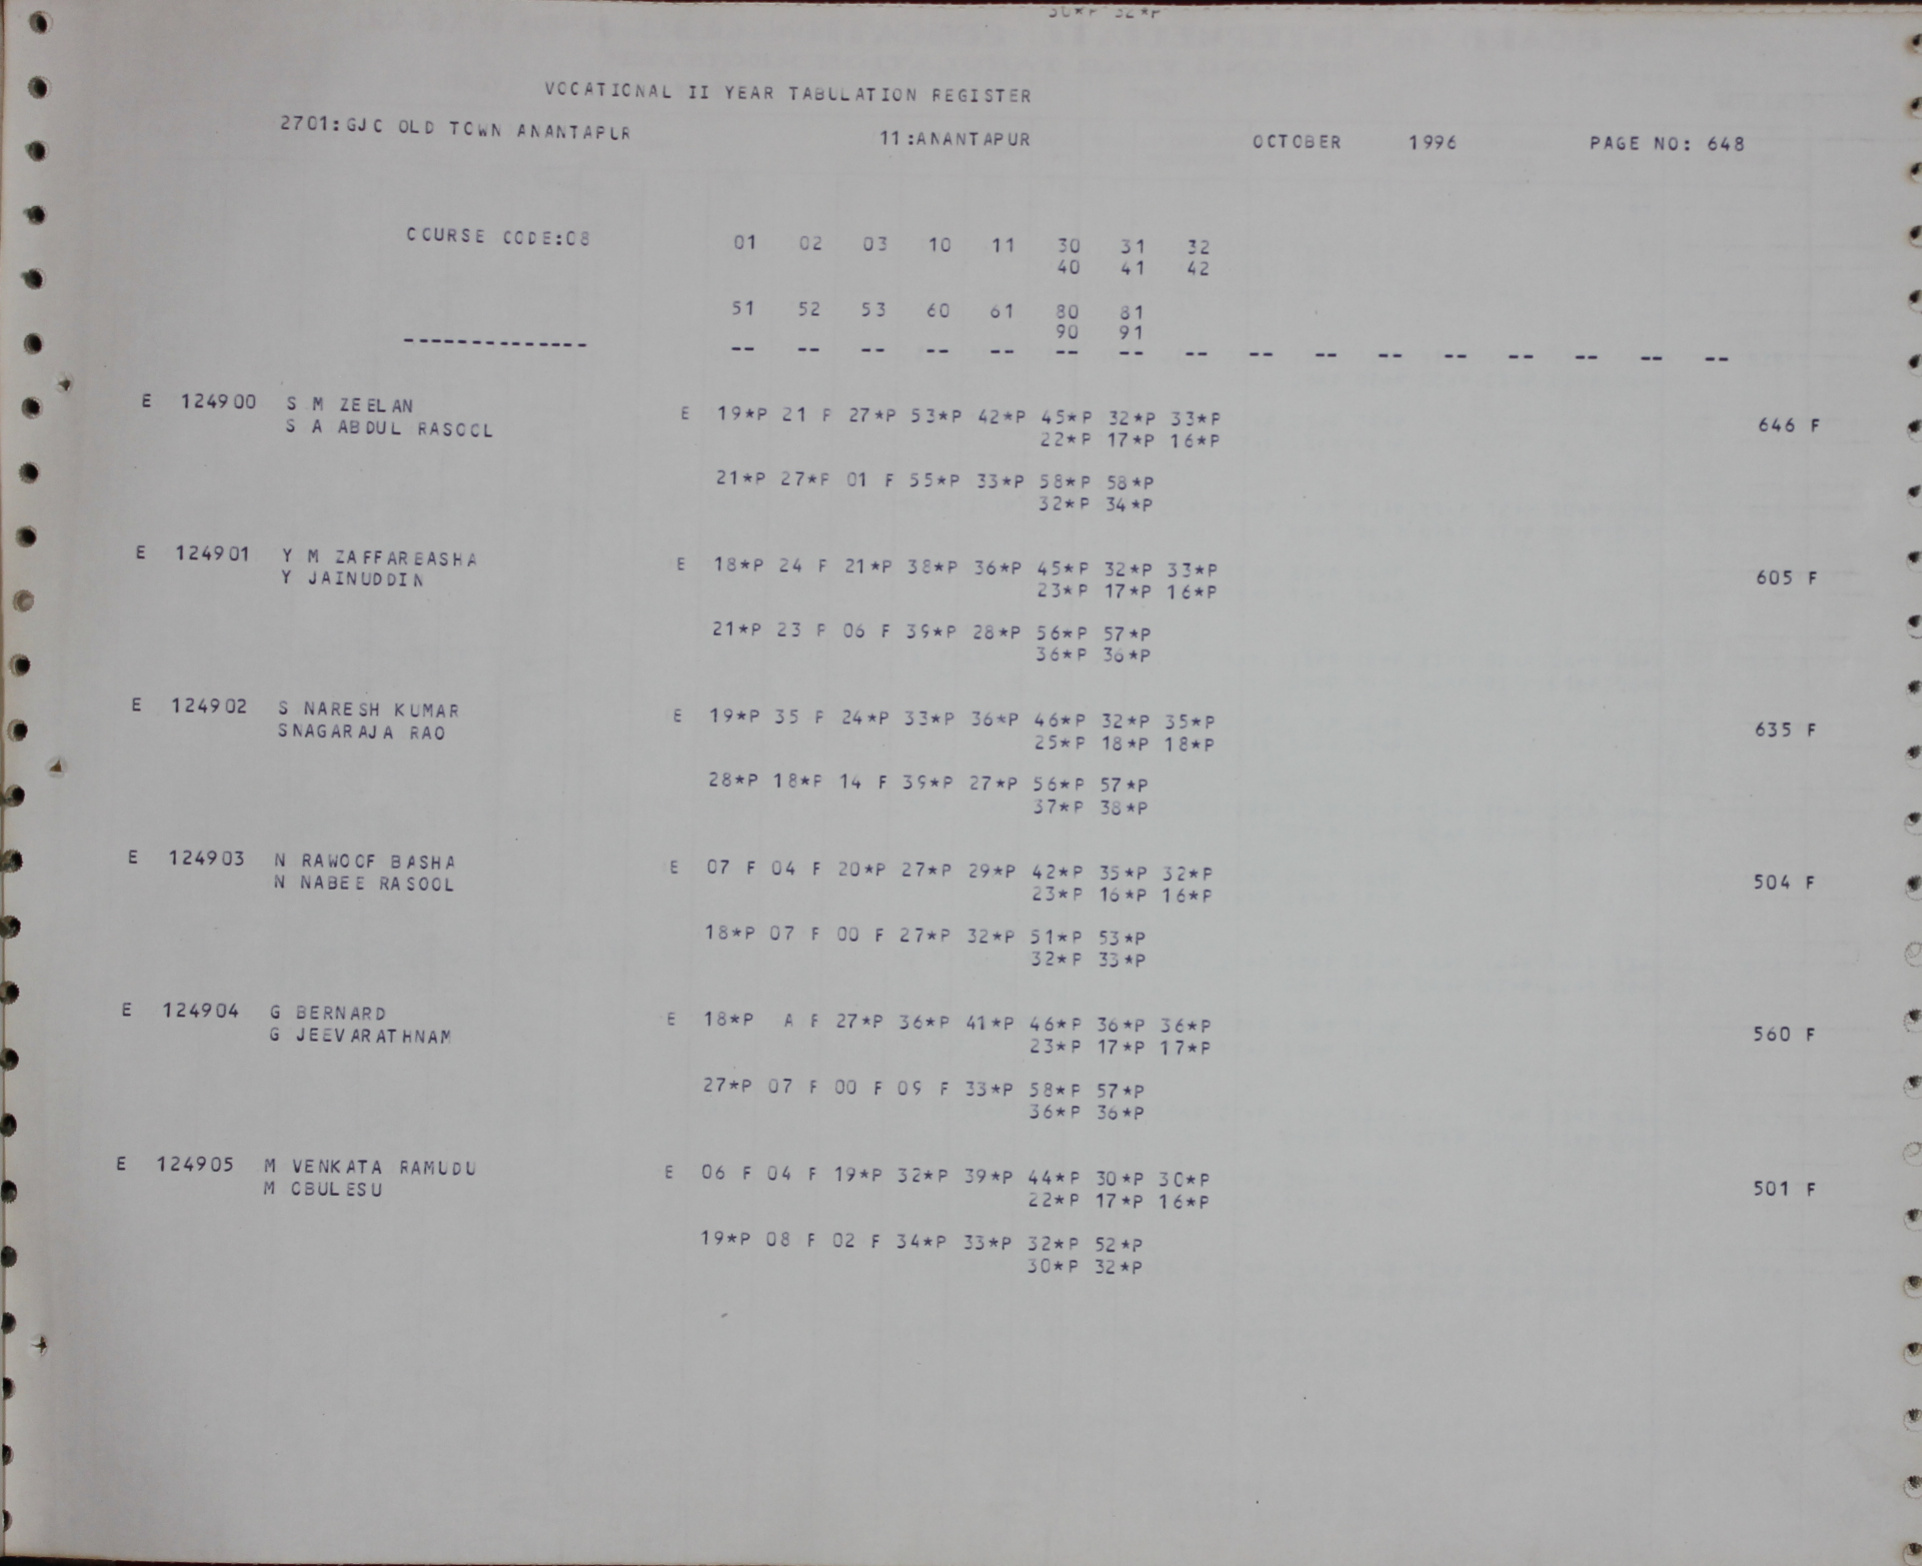 VOCATIONAL II YEAR TABULATION REGISTER
2701:GJC OLD TOWN ANANTAPUR 11:ANANTAPUR OCTOBER 1996 PAGE NO: 648
COURSE CODE:08 01 02 03 10 11 30 31 32
40 41 42
51 52 53 60 61 80 81
90 91
-------------- -- -- -- -- -- -- -- -- -- -- -- -- -- -- -- --
E 124900 S M ZEELAN E 19*P 21 F 27*P 53*P 42*P 45*P 32*P 33*P 646 F
S A ABDUL RASOOL 22*P 17*P 16*P
21*P 27*P 01 F 55*P 33*P 58*P 58*P
32*P 34*P
E 124901 Y M ZAFFARBASHA E 18*P 24 F 21*P 38*P 36*P 45*P 32*P 33*P 605 F
Y JAINUDDIN 23*P 17*P 16*P
21*P 23 F 06 F 39*P 28*P 56*P 57*P
36*P 36*P
E 124902 S NARESH KUMAR E 19*P 35 F 24*P 33*P 36*P 46*P 32*P 35*P 635 F
SNAGARAJA RAO 25*P 18*P 18*P
28*P 18*P 14 F 39*P 27*P 56*P 57*P
37*P 38*P
E 124903 N RAWOOF BASHA E 07 F 04 F 20*P 27*P 29*P 42*P 35*P 32*P 504 F
N NABEE RASOOL 23*P 16*P 16*P
18*P 07 F 00 F 27*P 32*P 51*P 53*P
32*P 33*P
E 124904 G BERNARD E 18*P A F 27*P 36*P 41*P 46*P 36*P 36*P 560 F
G JEEVARATHNAM 23*P 17*P 17*P
27*P 07 F 00 F 09 F 33*P 58*P 57*P
36*P 36*P
E 124905 M VENKATA RAMUDU E 06 F 04 F 19*P 32*P 39*P 44*P 30*P 30*P 501 F
M OBULESU 22*P 17*P 16*P
19*P 08 F 02 F 34*P 33*P 32*P 52*P
30*P 32*P